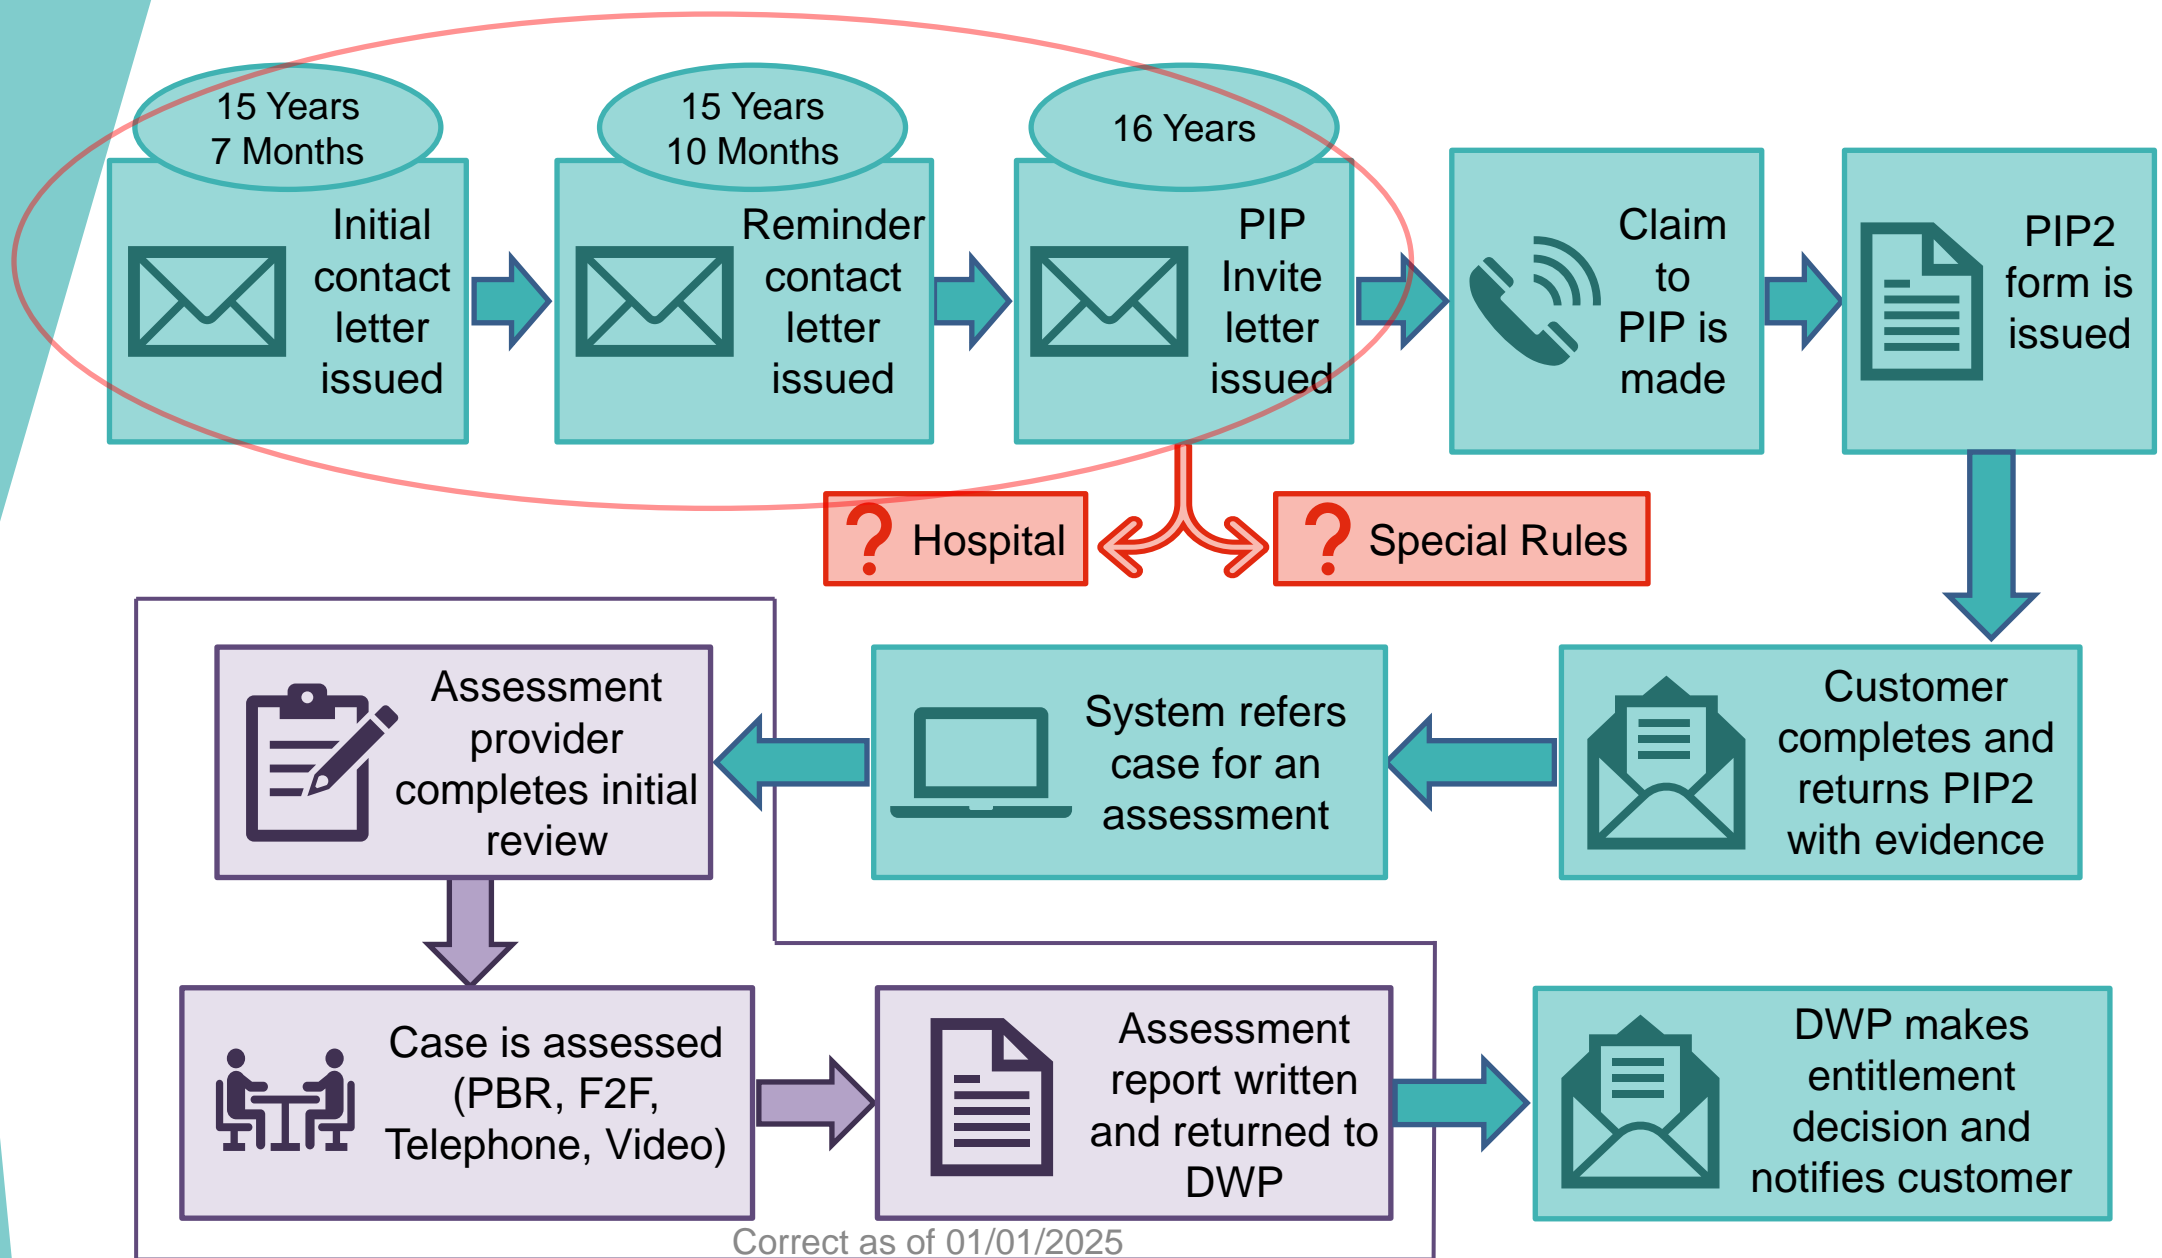 15 Years
7 Months
Initial
contact
letter
issued
15 Years
10 Months
Reminder
contact
letter
issued
16 Years
PIP
Invite
letter
issued
Claim
to
PIP is
made
PIP2
form is
issued
? Hospital
? Special Rules
Customer
completes and
returns PIP2
with evidence
System refers
case for an
assessment
Assessment
provider
completes initial
review
Case is assessed
(PBR, F2F,
Telephone, Video)
Assessment
report written
and returned to
DWP
DWP makes
entitlement
decision and
notifies customer
Correct as of 01/01/2025